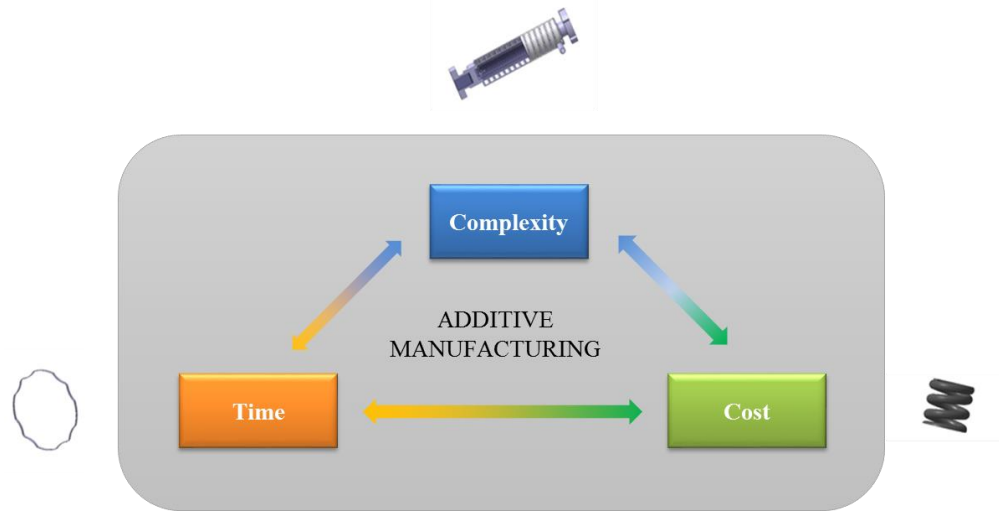 Complexity
ADDITIVE
MANUFACTURING
Time
Cost